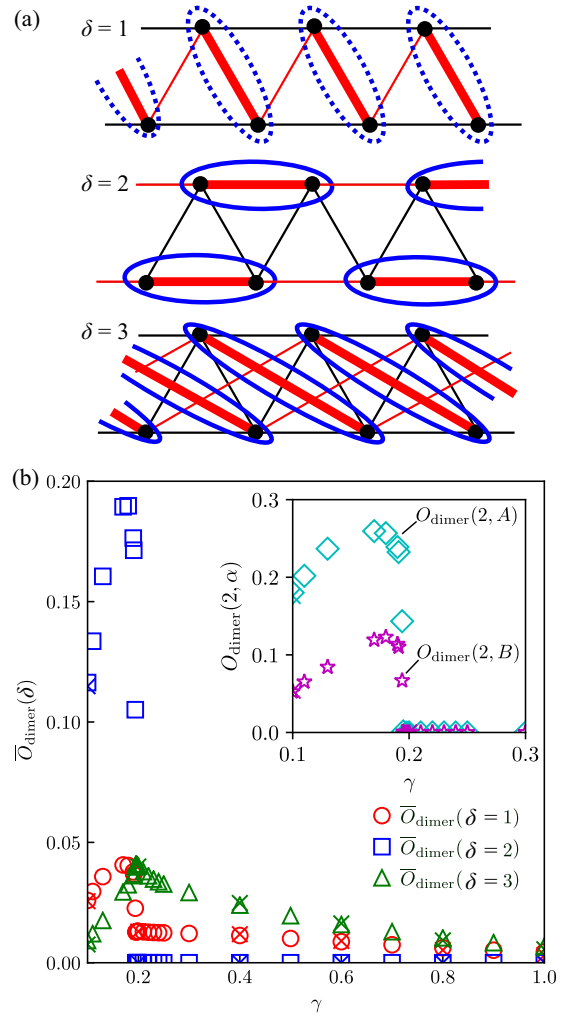 (a)
δ = 1
δ = 2
δ = 3
(b)
0.20
0.15
0.10
0.05
0.00
O̅dimer(δ)
0.2
0.4
0.6
0.8
1.0
γ
0.3
0.2
0.1
0.0
Odimer(2, α)
0.1
0.2
0.3
γ
Odimer(2, A)
Odimer(2, B)
O̅dimer(δ = 1)
O̅dimer(δ = 2)
O̅dimer(δ = 3)